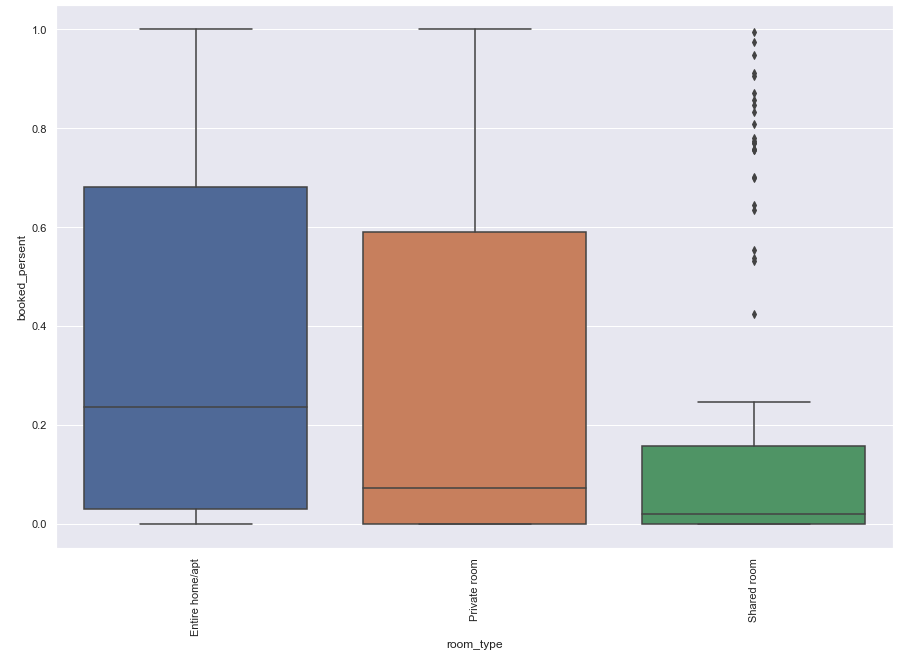 1.0
0.8
0.6
0.4
0.2
0.0
booked_persent
Entire home/apt
Private room
Shared room
room_type